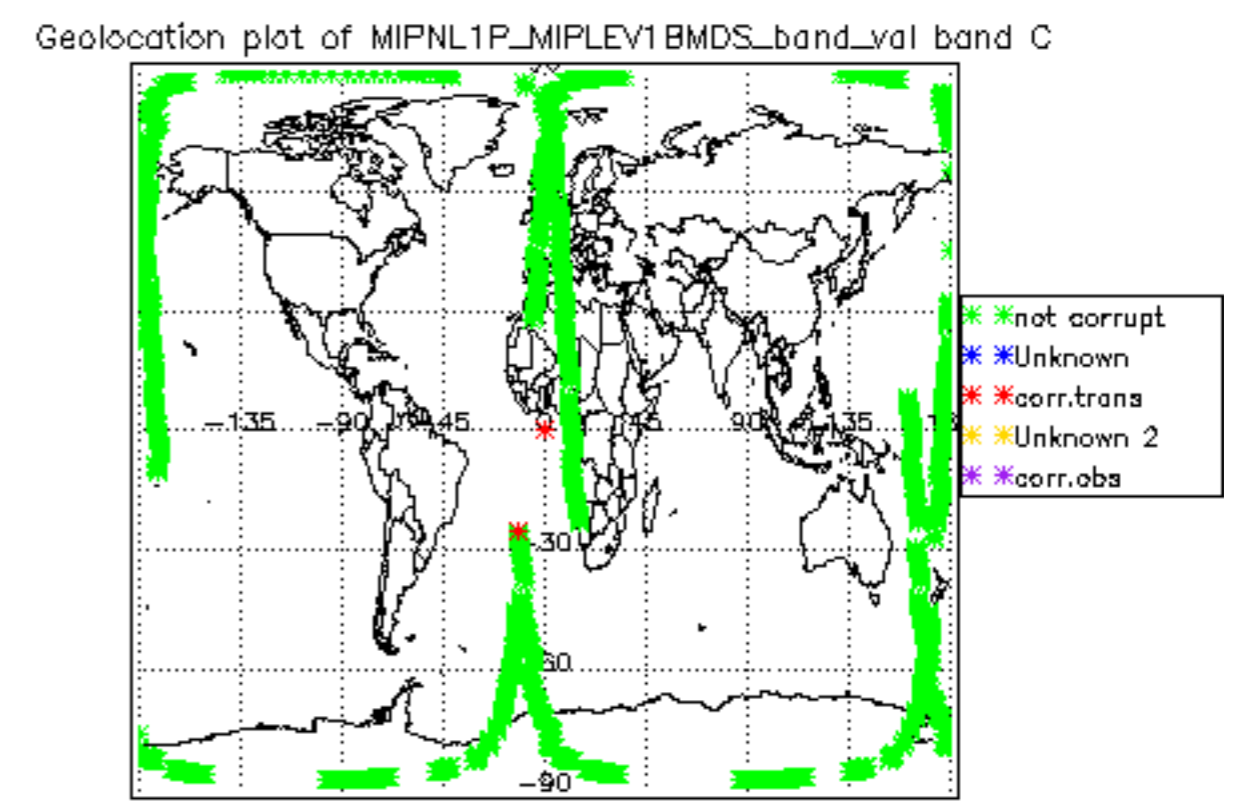 Geolocation plot of MIPNL1P_MIPLEV1BMDS_band_val band C
not corrupt
Unknown
corr.trans
Unknown 2
corr.obs
-135 -90 45 45 90 135
-30
-60
-90